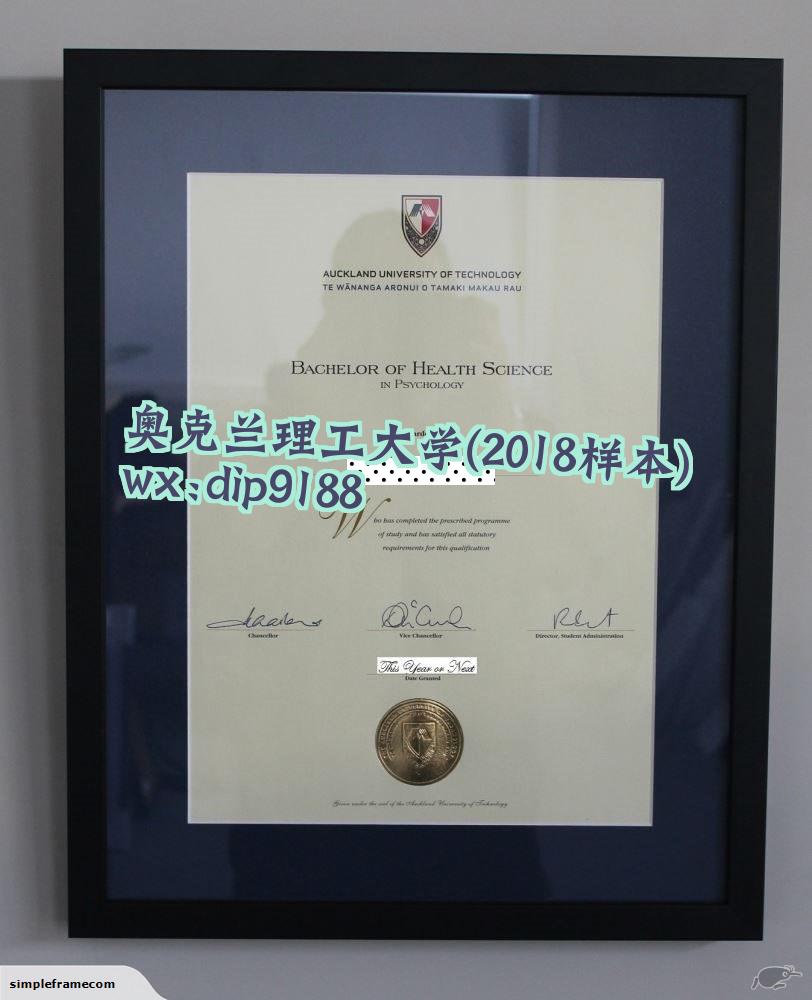 AUCKLAND UNIVERSITY OF TECHNOLOGY
TE WĀNANGA ARONUI O TAMAKI MAKAU RAU
BACHELOR OF HEALTH SCIENCE
IN PSYCHOLOGY
奥克兰理工大学(2018样本)
wx:dip9188
Who has completed the prescribed programme
of study and has satisfied all statutory
requirements for this qualification
Chancellor
Vice Chancellor
Director, Student Administration
This Year or Next
Date Granted
Given under the seal of the Auckland University of Technology
simpleframecom